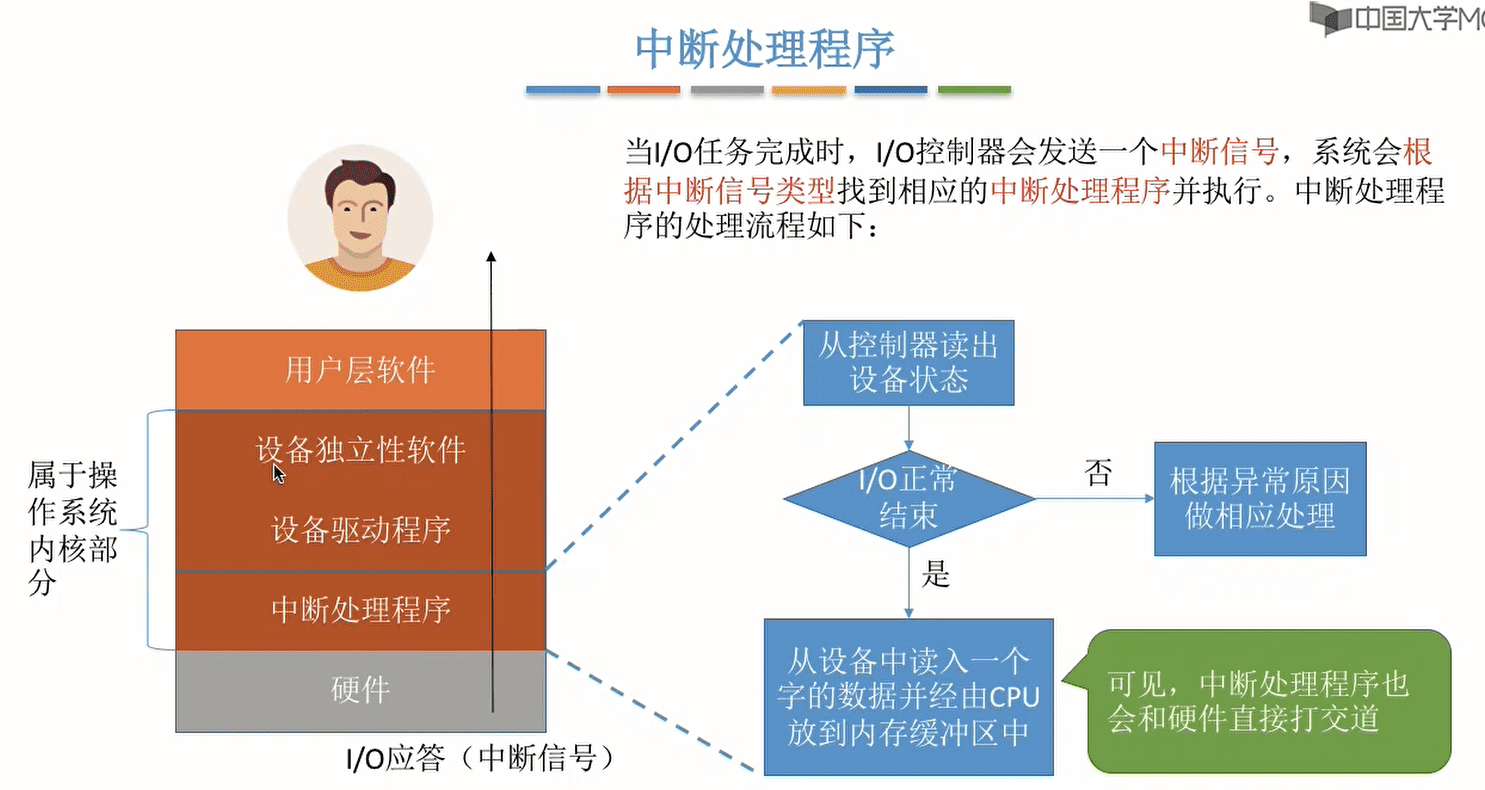 中国大学MO
中断处理程序
当I/O任务完成时，I/O控制器会发送一个中断信号，系统会根
据中断信号类型找到相应的中断处理程序并执行。中断处理程
序的处理流程如下：
用户层软件
设备独立性软件
设备驱动程序
中断处理程序
硬件
属于操
作系统
内核部
分
I/O应答（中断信号）
从控制器读出
设备状态
I/O正常
结束
否
根据异常原因
做相应处理
是
从设备中读入一个
字的数据并经由CPU
放到内存缓冲区中
可见，中断处理程序也
会和硬件直接打交道